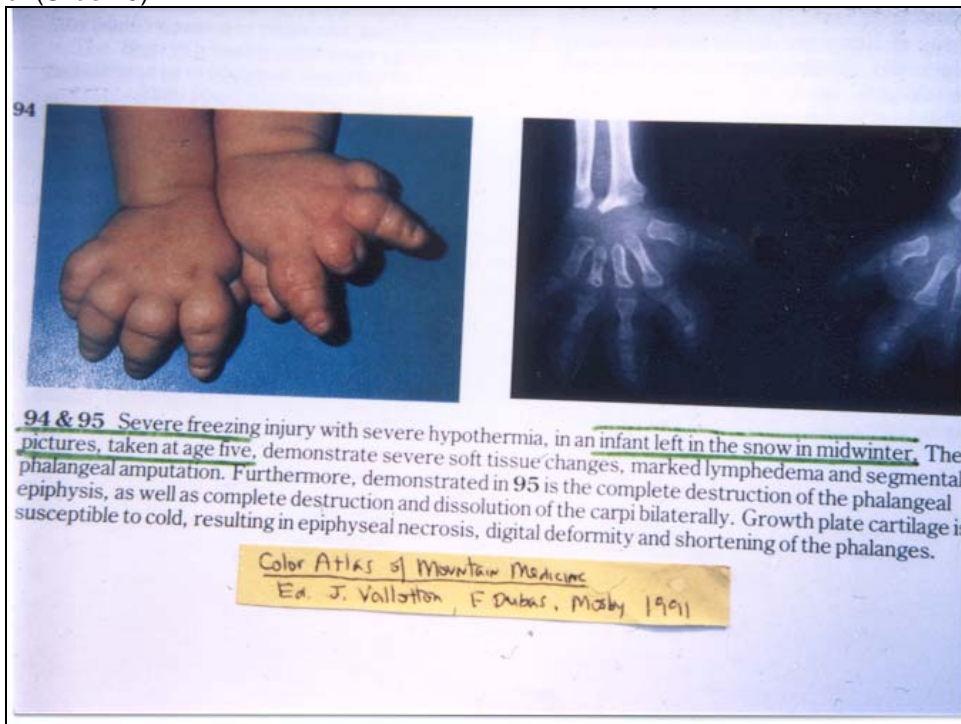 94
94 & 95 Severe freezing injury with severe hypothermia, in an infant left in the snow in midwinter. The
pictures, taken at age five, demonstrate severe soft tissue changes, marked lymphedema and segmental
phalangeal amputation. Furthermore, demonstrated in 95 is the complete destruction of the phalangeal
epiphysis, as well as complete destruction and dissolution of the carpi bilaterally. Growth plate cartilage is
susceptible to cold, resulting in epiphyseal necrosis, digital deformity and shortening of the phalanges.
Color Atlas of Mountain Medicine
Ed. J. Vallotton, F Dubas, Mosby 1991